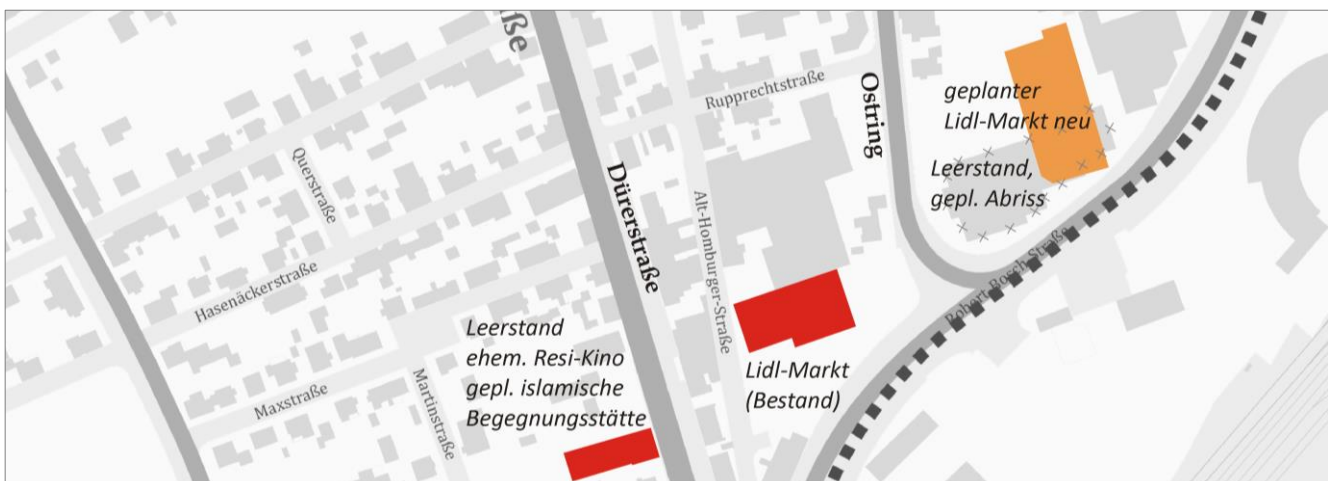 aße
Rupprechtstraße
Ostring
geplanter
Lidl-Markt neu
Leerstand,
gepl. Abriss
Querstraße
Dürerstraße
Alt-Homburger-Straße
Hasenäckerstraße
Robert-Bosch-Straße
Leerstand
ehem. Resi-Kino
gepl. islamische
Begegnungsstätte
Lidl-Markt
(Bestand)
Maxstraße
Martinstraße